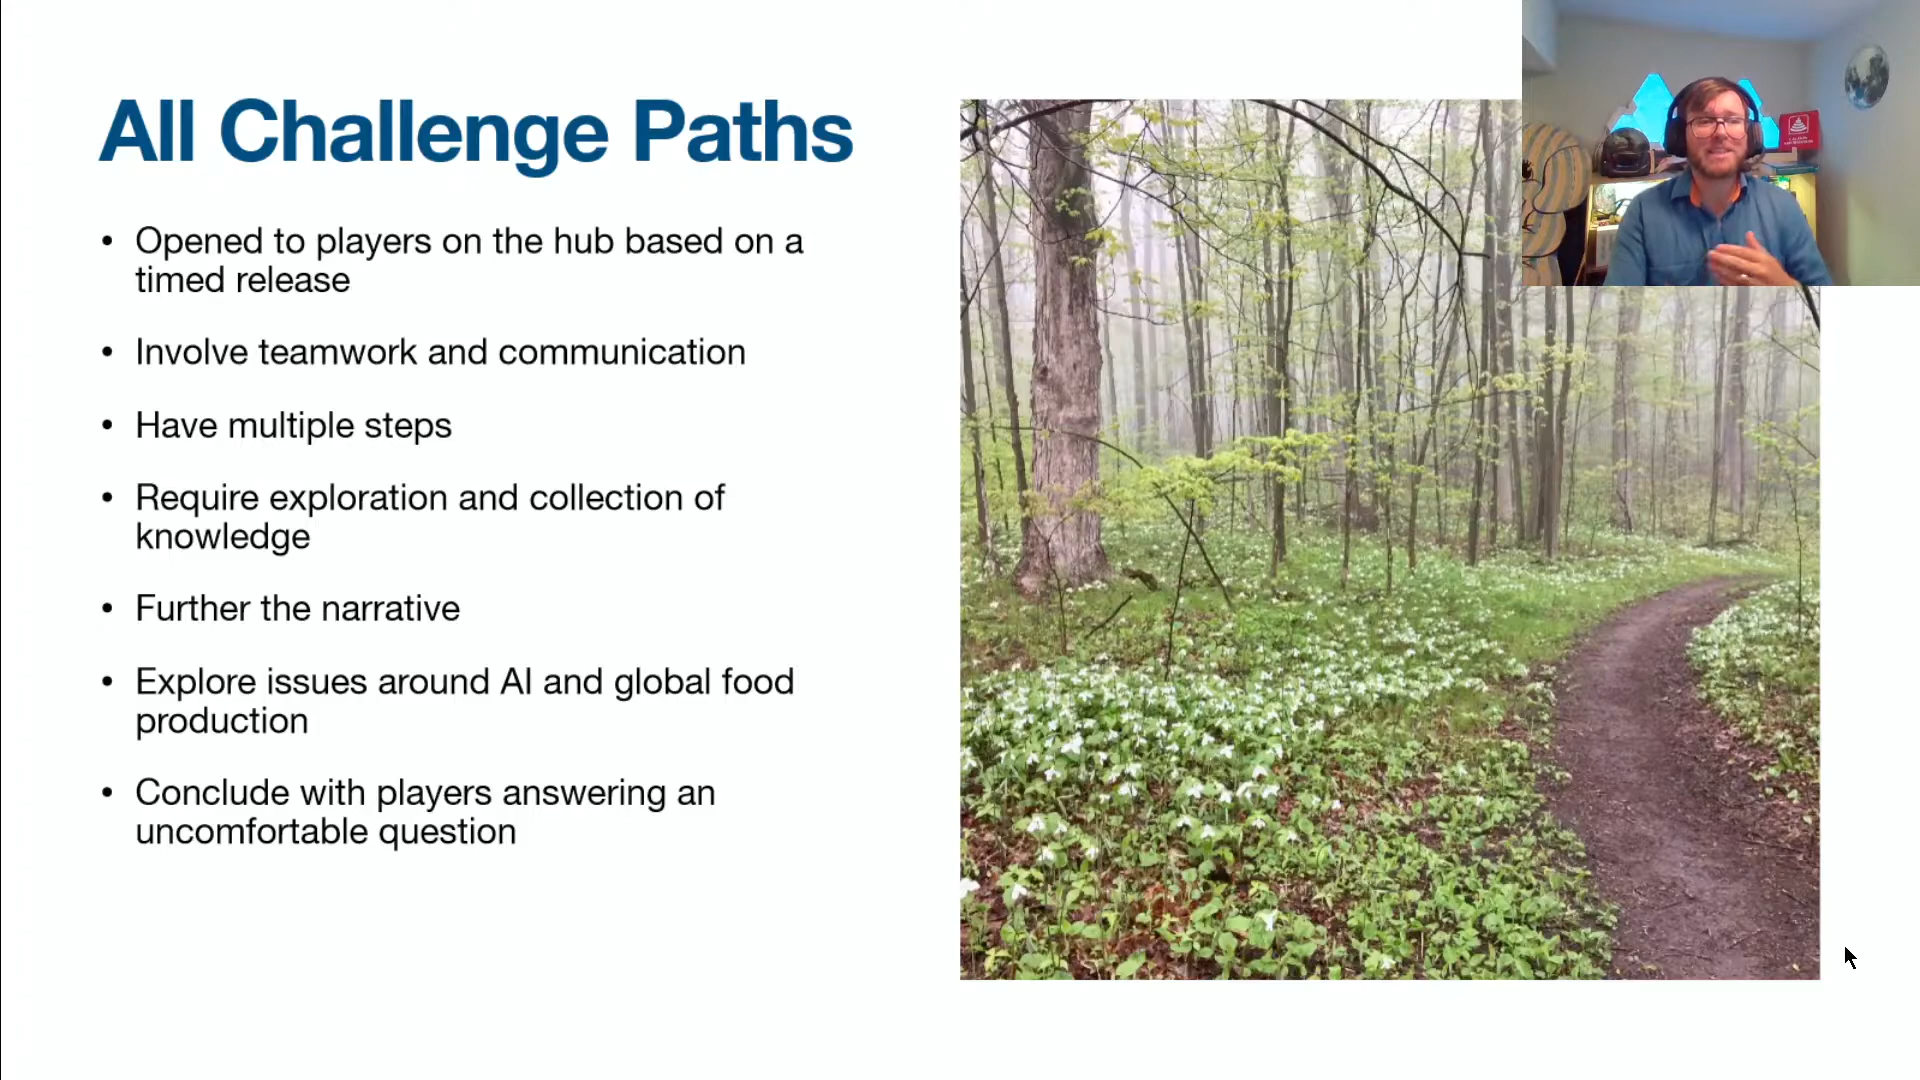 All Challenge Paths
• Opened to players on the hub based on a
timed release
• Involve teamwork and communication
• Have multiple steps
• Require exploration and collection of
knowledge
• Further the narrative
• Explore issues around AI and global food
production
• Conclude with players answering an
uncomfortable question